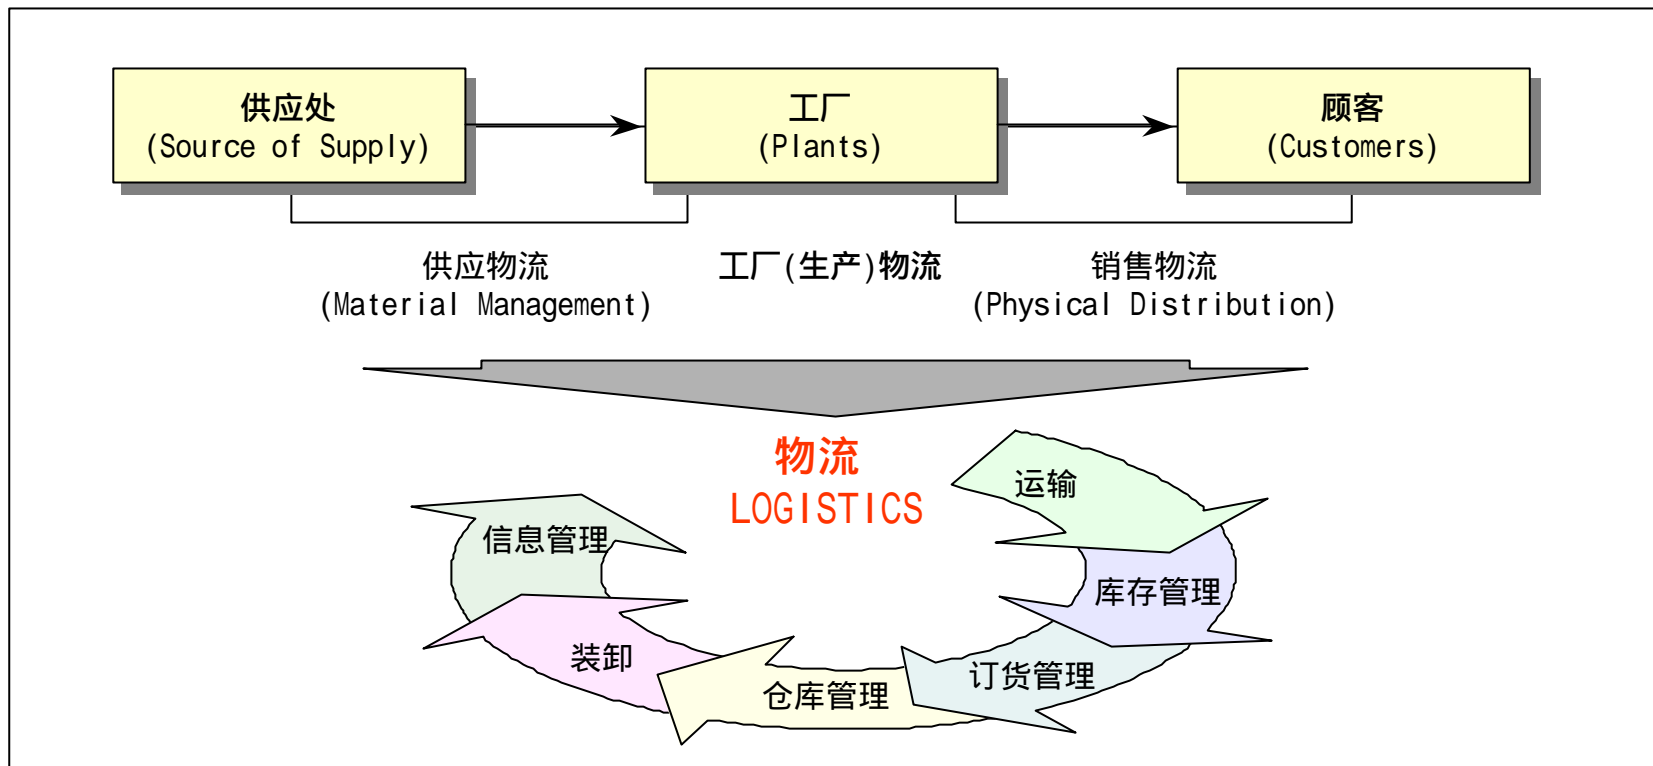 供应处
(Source of Supply)
工厂
(Plants)
顾客
(Customers)
供应物流
(Material Management)
工厂(生产)物流
销售物流
(Physical Distribution)
物流
LOGISTICS
运输
信息管理
库存管理
装卸
订货管理
仓库管理